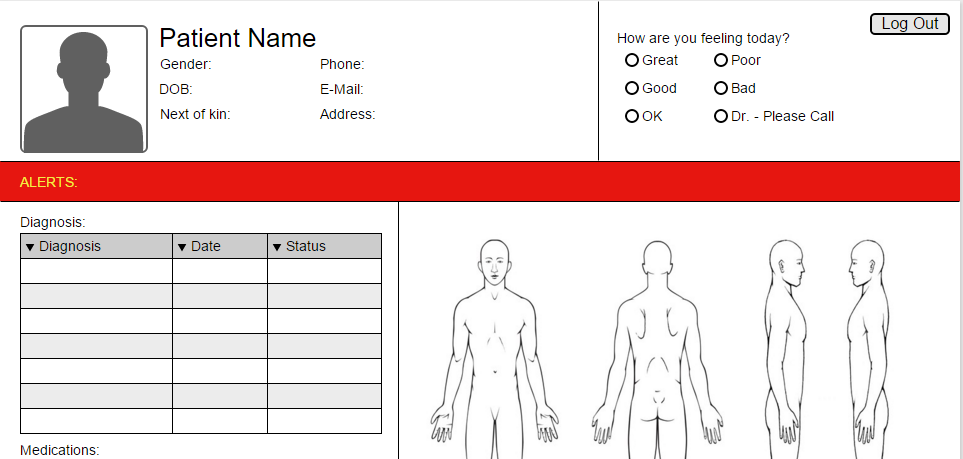 Patient Name
Gender:
Phone:
DOB:
E-Mail:
Next of kin:
Address:
How are you feeling today?
Great
Poor
Good
Bad
OK
Dr. - Please Call
Log Out
ALERTS:
Diagnosis:
Diagnosis Date Status
Medications: